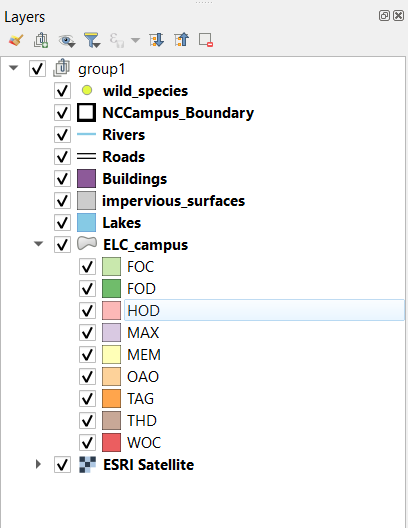 Layers
group1
wild_species
NCCampus_Boundary
Rivers
Roads
Buildings
impervious_surfaces
Lakes
ELC_campus
FOC
FOD
HOD
MAX
MEM
OAO
TAG
THD
WOC
ESRI Satellite